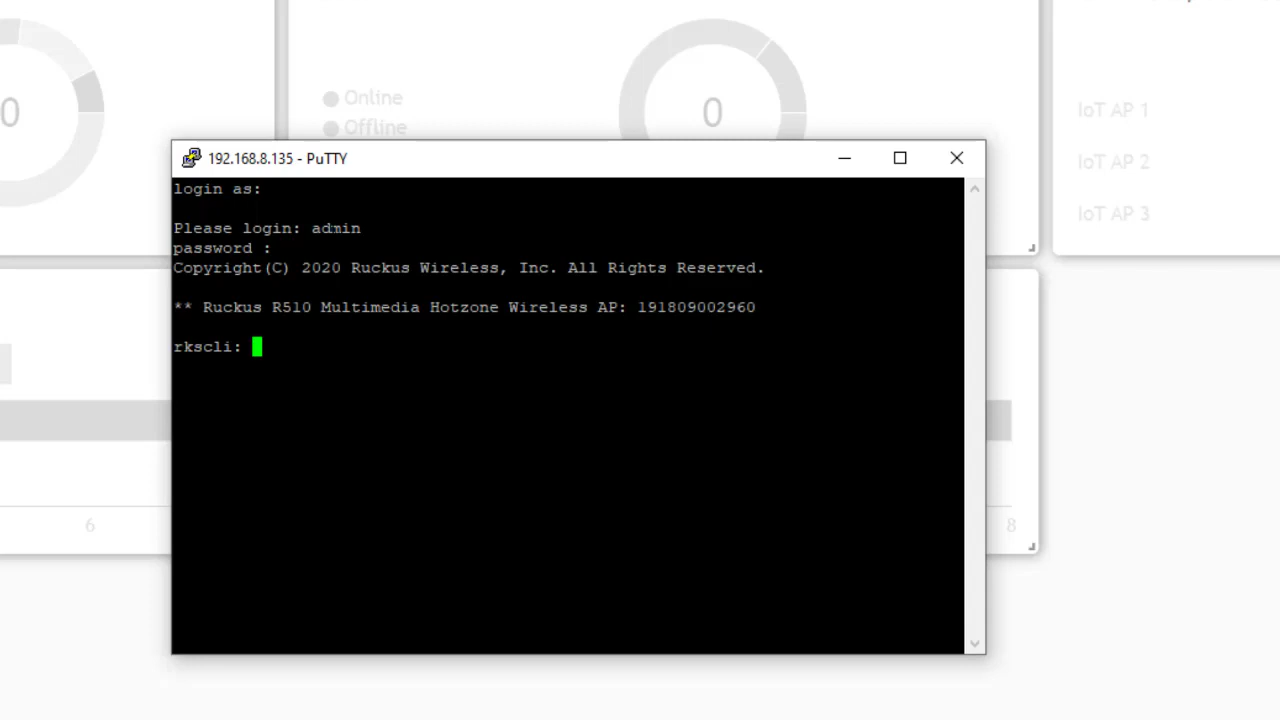 0
Online
0
Offline
IoT AP 1
IoT AP 2
IoT AP 3
192.168.8.135 - PuTTY
login as:
Please login: admin
password :
Copyright(C) 2020 Ruckus Wireless, Inc. All Rights Reserved.
** Ruckus R510 Multimedia Hotzone Wireless AP: 191809002960
rkscli:
6
8